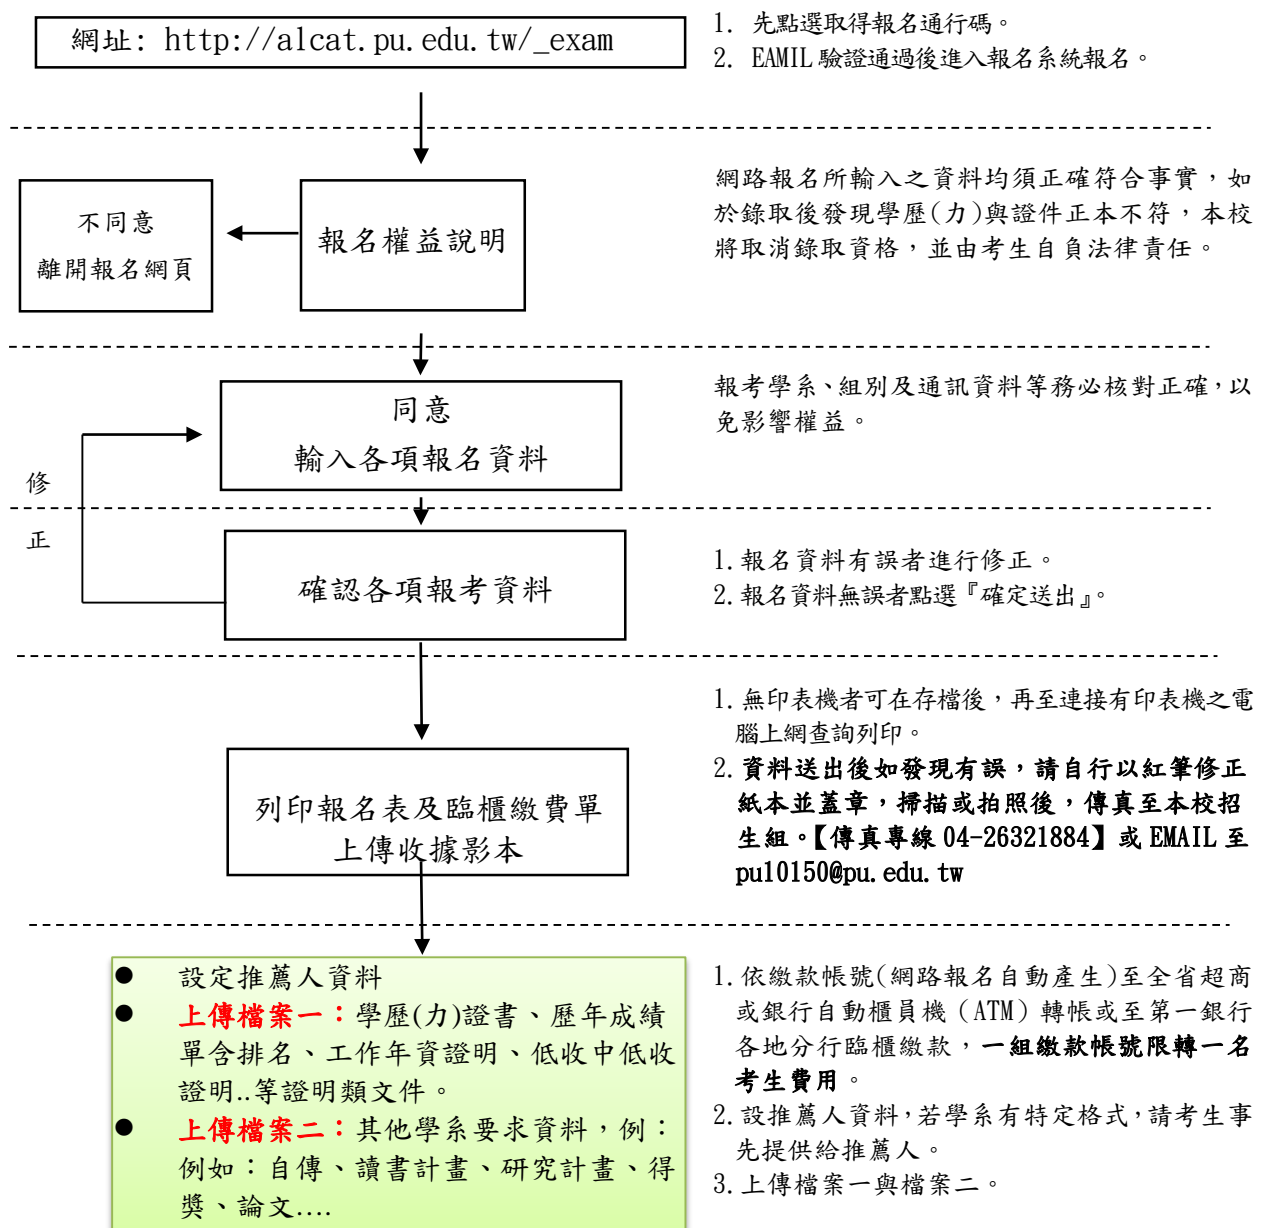 網址: http://alcat.pu.edu.tw/_exam
1. 先點選取得報名通行碼。
2. EAMIL 驗證通過後進入報名系統報名。
不同意
離開報名網頁
報名權益說明
網路報名所輸入之資料均須正確符合事實，如
於錄取後發現學歷(力)與證件正本不符，本校
將取消錄取資格，並由考生自負法律責任。
同意
輸入各項報名資料
報考學系、組別及通訊資料等務必核對正確，以
免影響權益。
修
正
確認各項報考資料
1. 報名資料有誤者進行修正。
2. 報名資料無誤者點選『確定送出』。
列印報名表及臨櫃繳費單
上傳收據影本
1. 無印表機者可在存檔後，再至連接有印表機之電
腦上網查詢列印。
2. 資料送出後如發現有誤，請自行以紅筆修正
紙本並蓋章，掃描或拍照後，傳真至本校招
生組。【傳真專線 04-26321884】或 EMAIL 至
pu10150@pu.edu.tw
● 設定推薦人資料
● 上傳檔案一：學歷(力)證書、歷年成績
單含排名、工作年資證明、低收中低收
證明..等證明類文件。
● 上傳檔案二：其他學系要求資料，例：
例如：自傳、讀書計畫、研究計畫、得
獎、論文....
1. 依繳款帳號(網路報名自動產生)至全省超商
或銀行自動櫃員機（ATM）轉帳或至第一銀行
各地分行臨櫃繳款，一組繳款帳號限轉一名
考生費用。
2. 設推薦人資料，若學系有特定格式，請考生事
先提供給推薦人。
3. 上傳檔案一與檔案二。